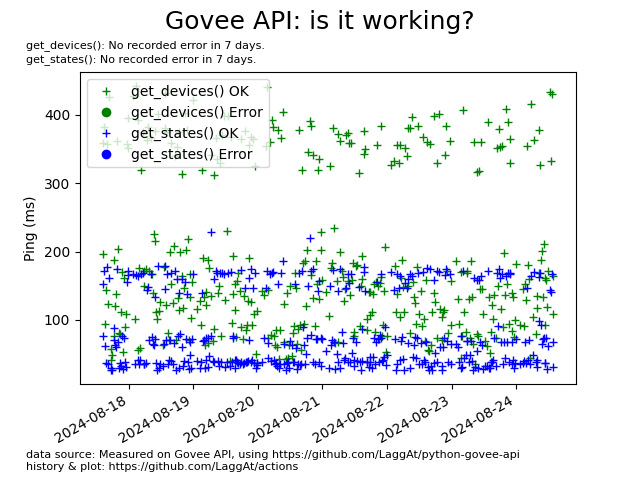 Govee API: is it working?
get_devices(): No recorded error in 7 days.
get_states(): No recorded error in 7 days.
get_devices() OK
get_devices() Error
get_states() OK
get_states() Error
Ping (ms)
400
300
200
100
2024-08-18
2024-08-19
2024-08-20
2024-08-21
2024-08-22
2024-08-23
2024-08-24
data source: Measured on Govee API, using https://github.com/LaggAt/python-govee-api
history & plot: https://github.com/LaggAt/actions